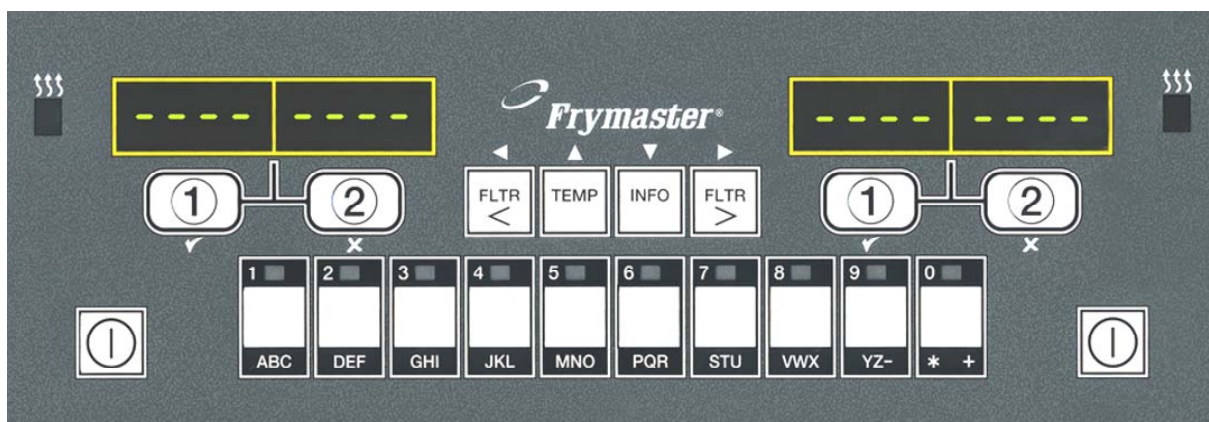 ---- ---- Frymaster® ---- ----
1 2 FLTR < TEMP INFO FLTR > 1 2
1 2 3 4 5 6 7 8 9 0
ABC DEF GHI JKL MNO PQR STU VWX YZ- * +